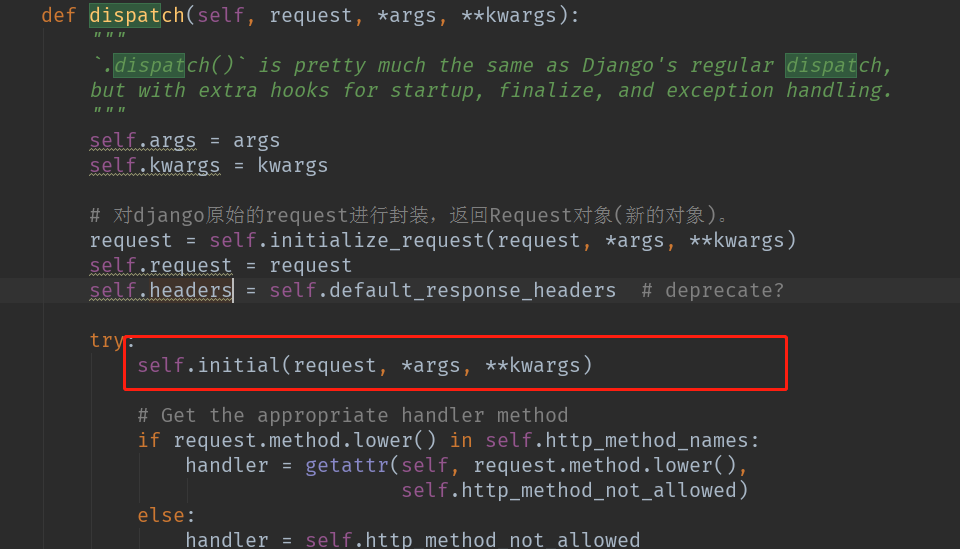 def dispatch(self, request, *args, **kwargs):
"""
`.dispatch()` is pretty much the same as Django's regular dispatch,
but with extra hooks for startup, finalize, and exception handling.
"""
self.args = args
self.kwargs = kwargs
# 对django原始的request进行封装，返回Request对象(新的对象)。
request = self.initialize_request(request, *args, **kwargs)
self.request = request
self.headers = self.default_response_headers  # deprecate?
try:
self.initial(request, *args, **kwargs)
# Get the appropriate handler method
if request.method.lower() in self.http_method_names:
handler = getattr(self, request.method.lower(),
self.http_method_not_allowed)
else:
handler = self.http_method_not_allowed